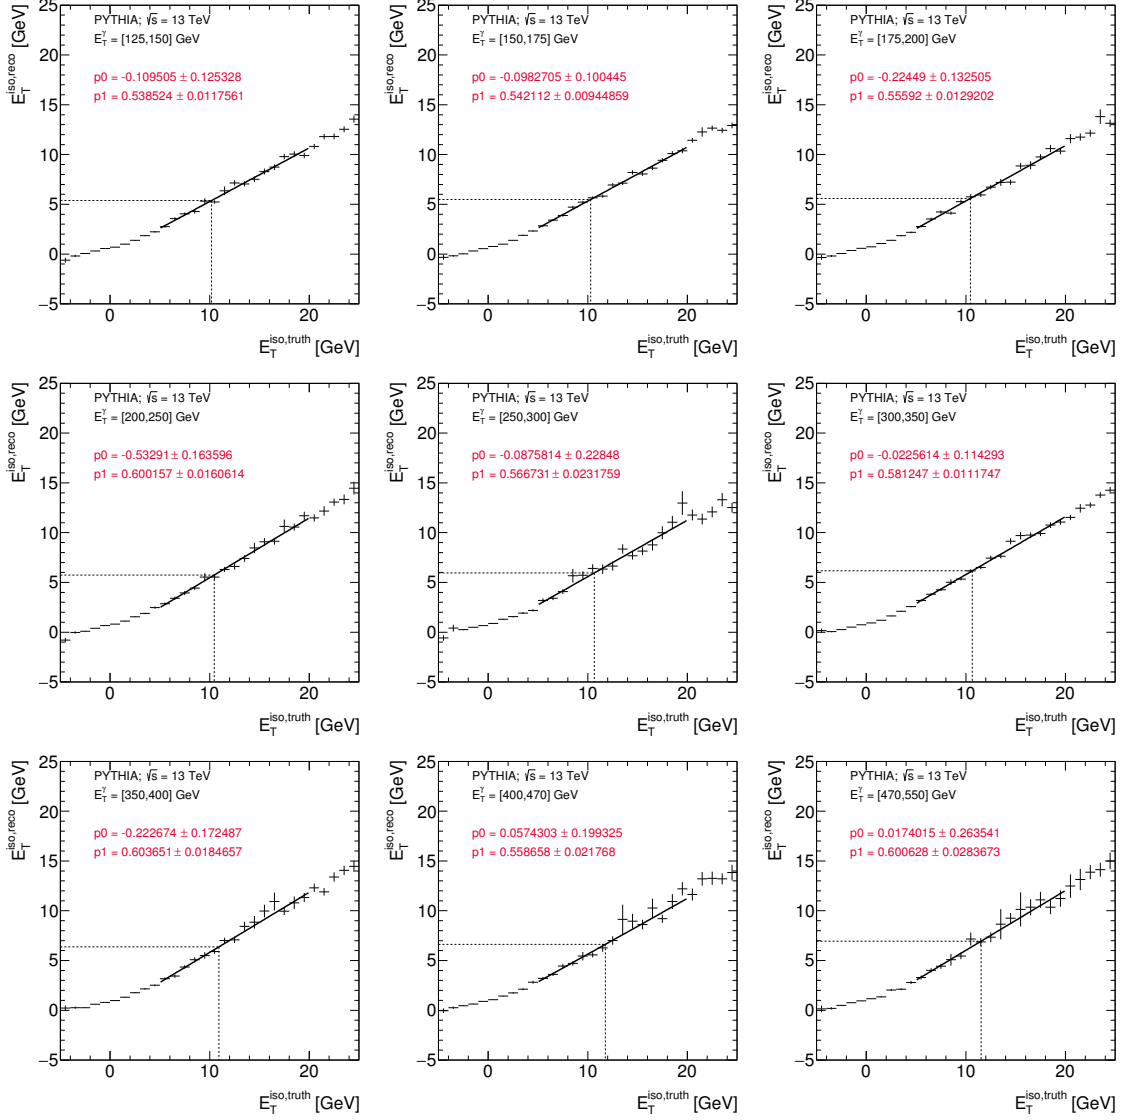 E_T^iso,reco [GeV]
PYTHIA; √s = 13 TeV
E_T^γ = [125,150] GeV
p0 = -0.109505 ± 0.125328
p1 = 0.538524 ± 0.0117561
25
20
15
10
5
0
−5
0 10 20
E_T^iso,truth [GeV]
E_T^iso,reco [GeV]
PYTHIA; √s = 13 TeV
E_T^γ = [150,175] GeV
p0 = -0.0982705 ± 0.100445
p1 = 0.542112 ± 0.00944859
25
20
15
10
5
0
−5
0 10 20
E_T^iso,truth [GeV]
E_T^iso,reco [GeV]
PYTHIA; √s = 13 TeV
E_T^γ = [175,200] GeV
p0 = -0.22449 ± 0.132505
p1 = 0.55592 ± 0.0129202
25
20
15
10
5
0
−5
0 10 20
E_T^iso,truth [GeV]
E_T^iso,reco [GeV]
PYTHIA; √s = 13 TeV
E_T^γ = [200,250] GeV
p0 = -0.53291 ± 0.163596
p1 = 0.600157 ± 0.0160614
25
20
15
10
5
0
−5
0 10 20
E_T^iso,truth [GeV]
E_T^iso,reco [GeV]
PYTHIA; √s = 13 TeV
E_T^γ = [250,300] GeV
p0 = -0.0875814 ± 0.22848
p1 = 0.566731 ± 0.0231759
25
20
15
10
5
0
−5
0 10 20
E_T^iso,truth [GeV]
E_T^iso,reco [GeV]
PYTHIA; √s = 13 TeV
E_T^γ = [300,350] GeV
p0 = -0.0225614 ± 0.114293
p1 = 0.581247 ± 0.0111747
25
20
15
10
5
0
−5
0 10 20
E_T^iso,truth [GeV]
E_T^iso,reco [GeV]
PYTHIA; √s = 13 TeV
E_T^γ = [350,400] GeV
p0 = -0.222674 ± 0.172487
p1 = 0.603651 ± 0.0184657
25
20
15
10
5
0
−5
0 10 20
E_T^iso,truth [GeV]
E_T^iso,reco [GeV]
PYTHIA; √s = 13 TeV
E_T^γ = [400,470] GeV
p0 = 0.0574303 ± 0.199325
p1 = 0.558658 ± 0.021768
25
20
15
10
5
0
−5
0 10 20
E_T^iso,truth [GeV]
E_T^iso,reco [GeV]
PYTHIA; √s = 13 TeV
E_T^γ = [470,550] GeV
p0 = 0.0174015 ± 0.263541
p1 = 0.600628 ± 0.0283673
25
20
15
10
5
0
−5
0 10 20
E_T^iso,truth [GeV]